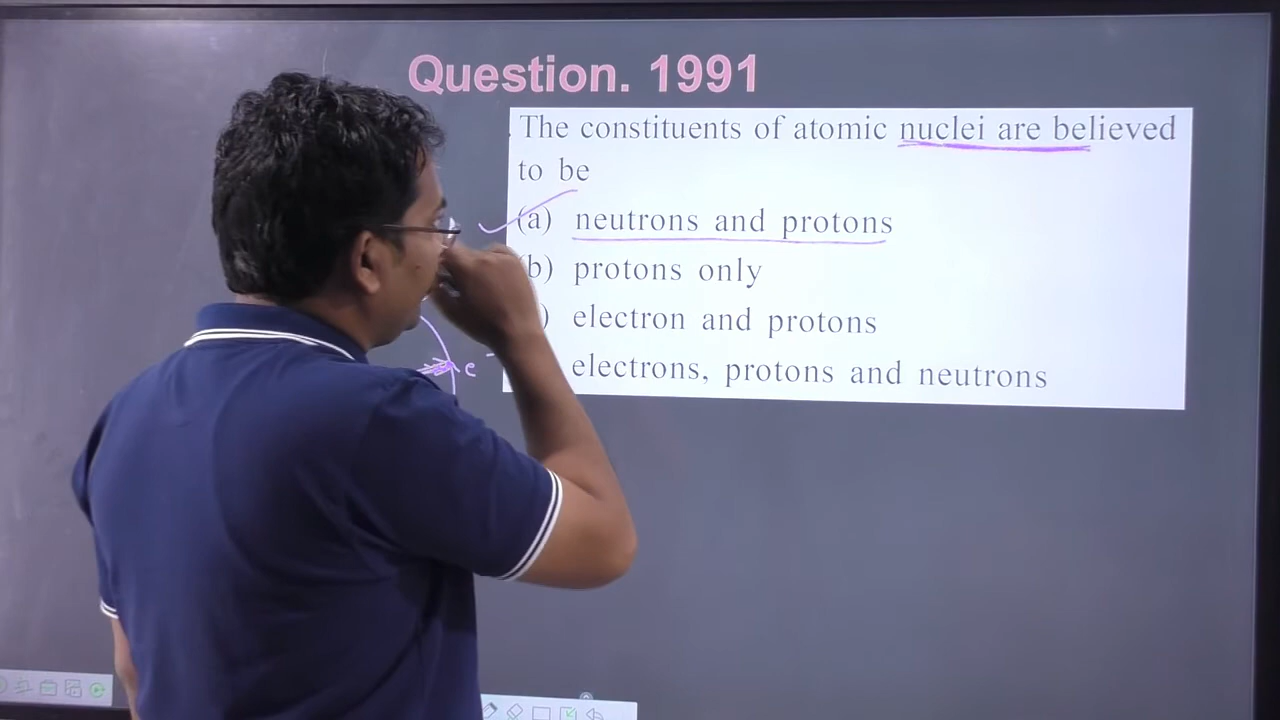 Question. 1991
The constituents of atomic nuclei are believed
to be
(a) neutrons and protons
b) protons only
) electron and protons
electrons, protons and neutrons
e